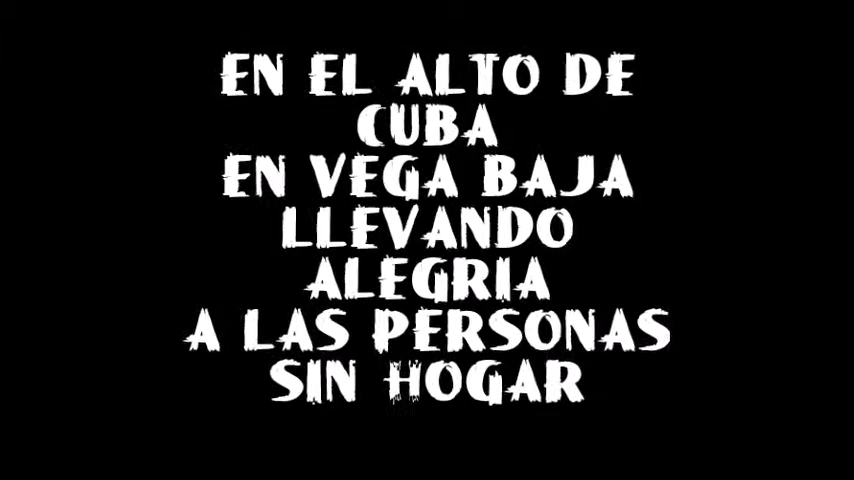 EN EL ALTO DE
CUBA
EN VEGA BAJA
LLEVANDO
ALEGRIA
A LAS PERSONAS
SIN HOGAR